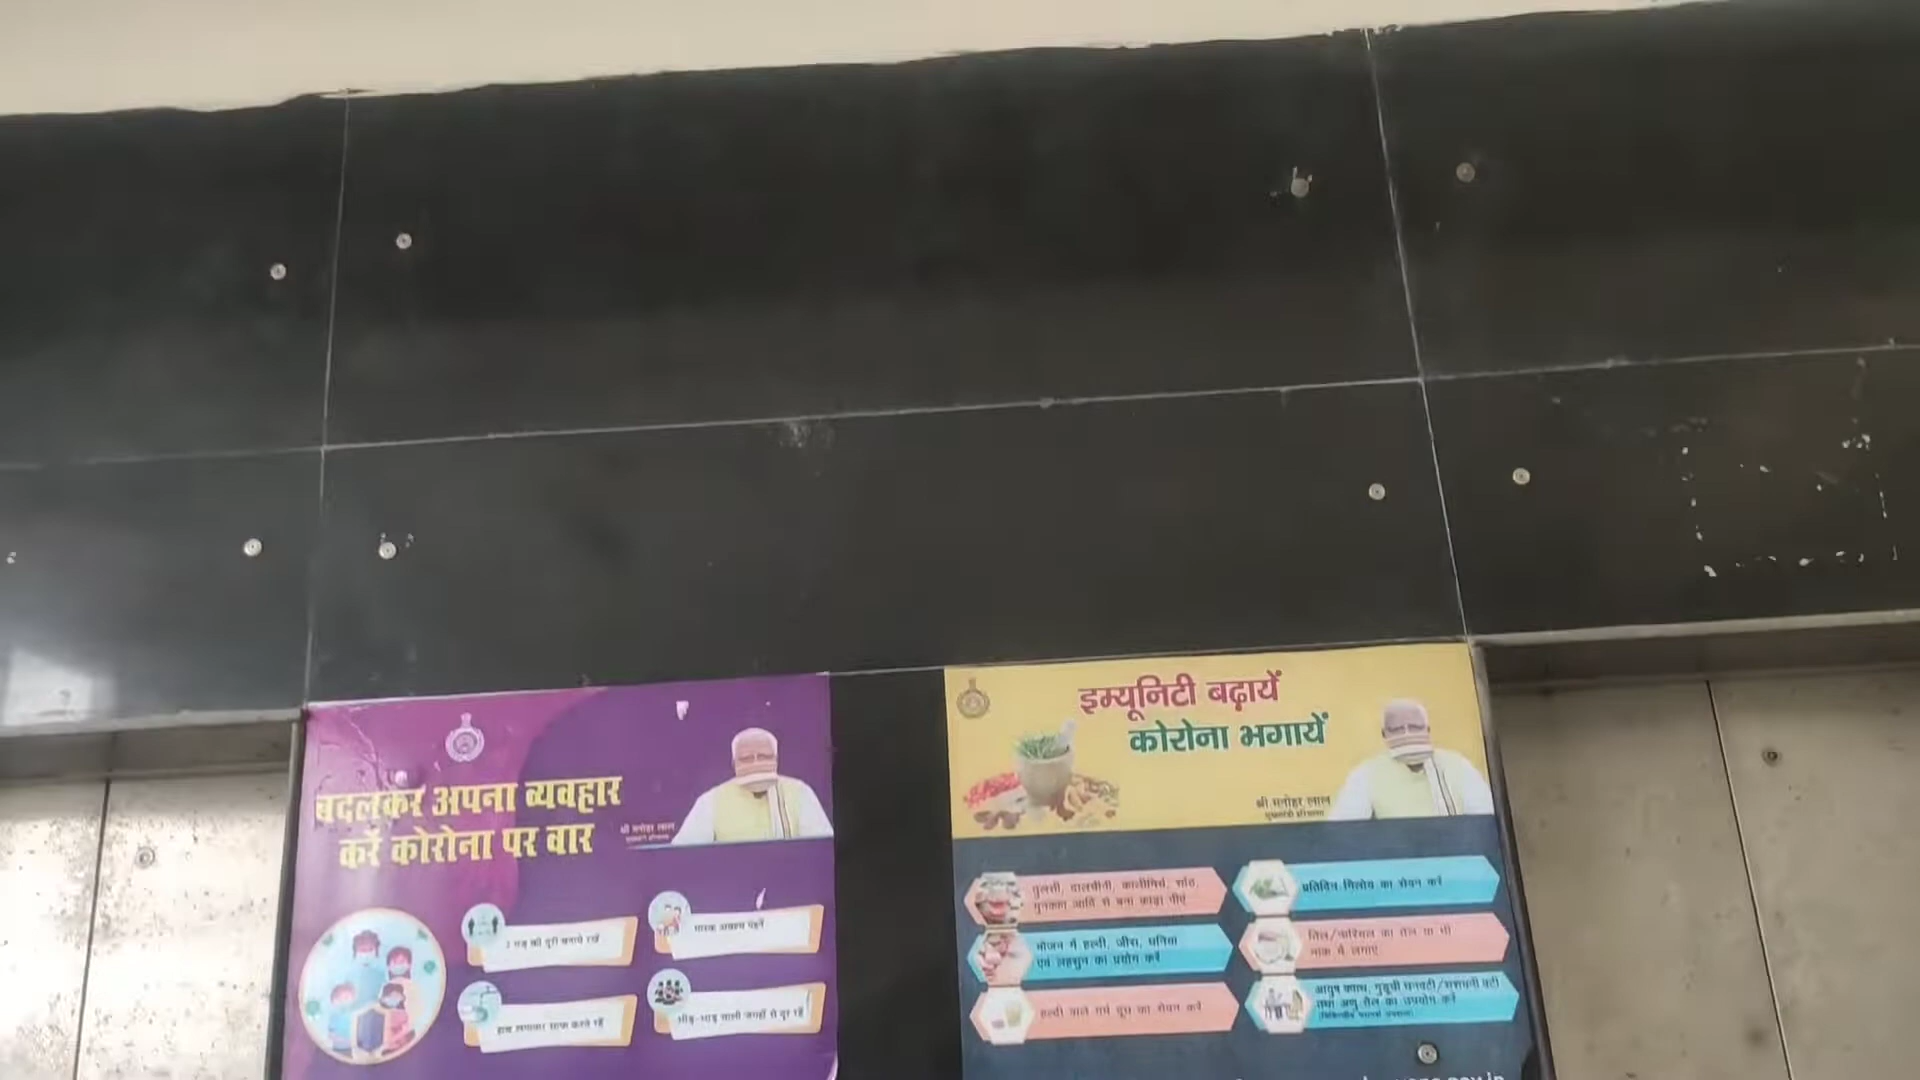 बदलकर अपना व्यवहार
करें कोरोना पर वार
श्री मनोहर लाल
2 गज की दूरी बनाये रखें
मास्क अवश्य पहनें
हाथ लगातार साफ करते रहें
भीड़-भाड़ वाली जगहों से दूर रहें
इम्यूनिटी बढ़ायें
कोरोना भगायें
श्री मनोहर लाल
मुख्यमंत्री हरियाणा
तुलसी, दालचीनी, कालीमिर्च, सोंठ,
मुनक्का आदि से बना काढ़ा पीएं
प्रतिदिन गिलोय का सेवन करें
भोजन में हल्दी, जीरा, धनिया
एवं लहसुन का प्रयोग करें
तिल/नारियल का तेल या घी
नाक में लगाएं
हल्दी वाले गर्म दूध का सेवन करें
आयुष क्वाथ, गुडूची घनवटी/संशमनी वटी
तथा अणु तेल का उपयोग करें